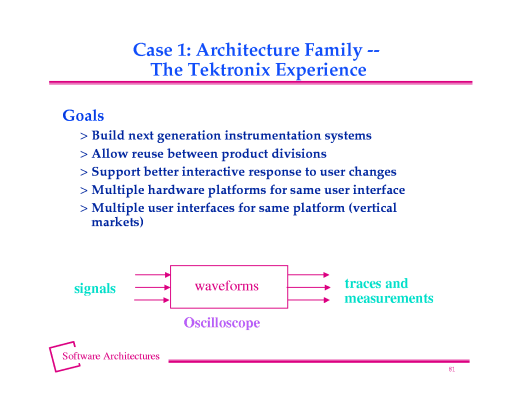 Case 1: Architecture Family --
The Tektronix Experience
Goals
> Build next generation instrumentation systems
> Allow reuse between product divisions
> Support better interactive response to user changes
> Multiple hardware platforms for same user interface
> Multiple user interfaces for same platform (vertical
markets)
signals
waveforms
traces and
measurements
Oscilloscope
Software Architectures
81